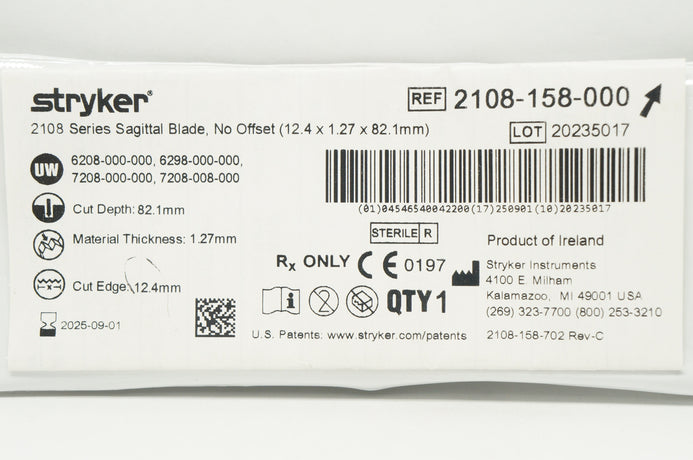 stryker®
REF 2108-158-000
2108 Series Sagittal Blade, No Offset (12.4 x 1.27 x 82.1mm)
LOT 20235017
UW 6208-000-000, 6298-000-000,
7208-000-000, 7208-008-000
(01)04546540042200(17)250901(10)20235017
Cut Depth: 82.1mm
Material Thickness: 1.27mm
Cut Edge: 12.4mm
2025-09-01
STERILE R
Rx ONLY CE 0197
i 2 QTY 1
U.S. Patents: www.stryker.com/patents
Product of Ireland
Stryker Instruments
4100 E. Milham
Kalamazoo, MI 49001 USA
(269) 323-7700 (800) 253-3210
2108-158-702 Rev-C